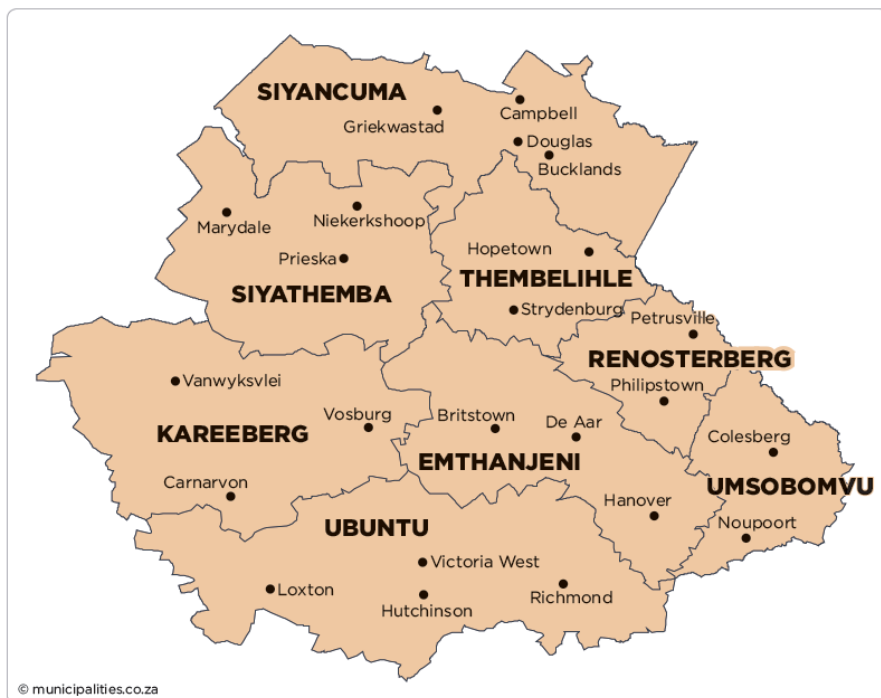 SIYANCUMA
Campbell
Griekwastad
Douglas
Bucklands
Niekerkshoop
Marydale
Hopetown
Prieska
THEMBELIHLE
SIYATHEMBA
Strydenburg
Petrusville
RENOSTERBERG
Vanwyksvlei
Philipstown
Vosburg
Britstown
De Aar
KAREEBERG
Colesberg
EMTHANJENI
Carnarvon
UMSOBOMVU
Hanover
UBUNTU
Noupoort
Victoria West
Loxton
Richmond
Hutchinson
© municipalities.co.za